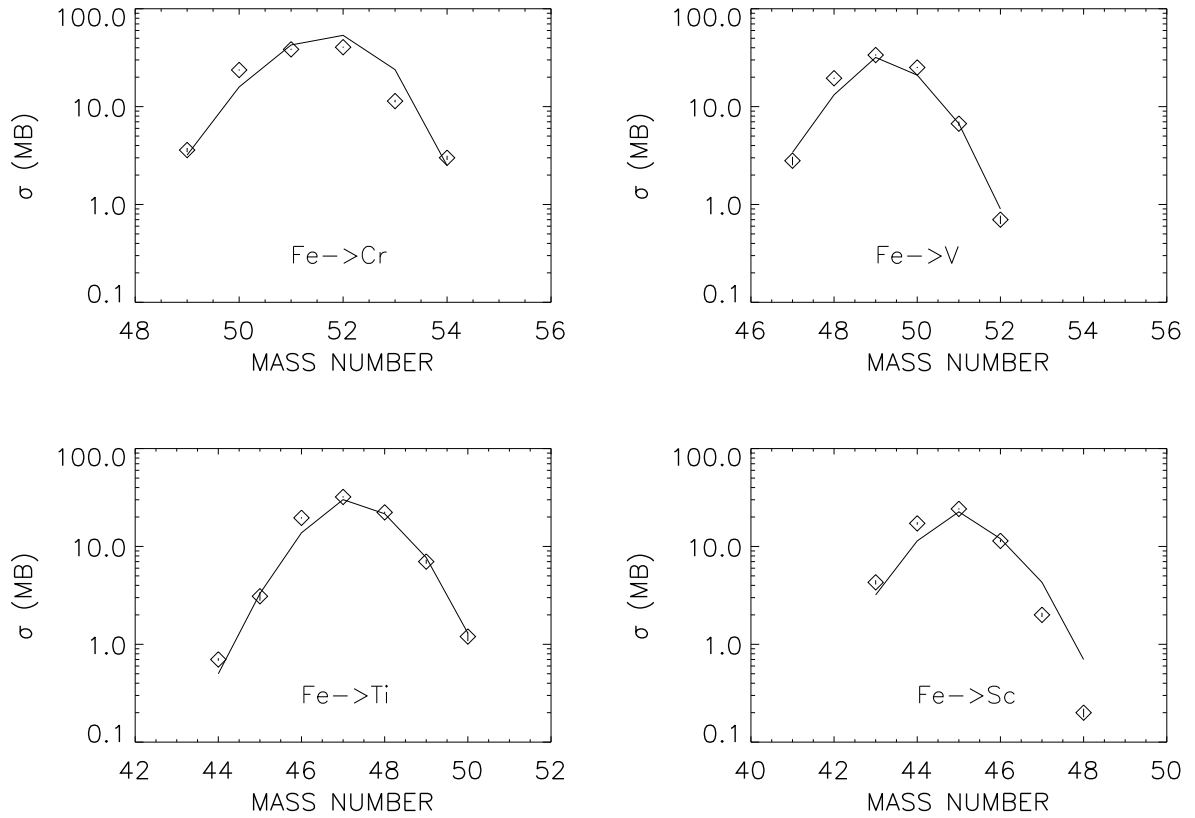 100.0
10.0
1.0
0.1
σ (MB)
Fe->Cr
48 50 52 54 56
MASS NUMBER
100.0
10.0
1.0
0.1
σ (MB)
Fe->V
46 48 50 52 54 56
MASS NUMBER
100.0
10.0
1.0
0.1
σ (MB)
Fe->Ti
42 44 46 48 50 52
MASS NUMBER
100.0
10.0
1.0
0.1
σ (MB)
Fe->Sc
40 42 44 46 48 50
MASS NUMBER